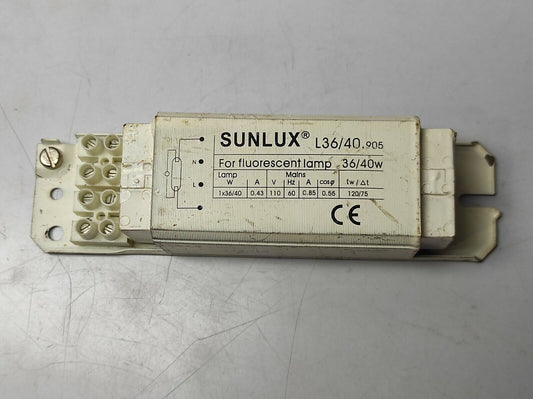 SUNLUX® L36/40.905
For fluorescent lamp 36/40w
Lamp Mains
W A V Hz A cosφ tw/Δt
1x36/40 0.43 110 60 0.85 0.55 120/75
N
L
CE